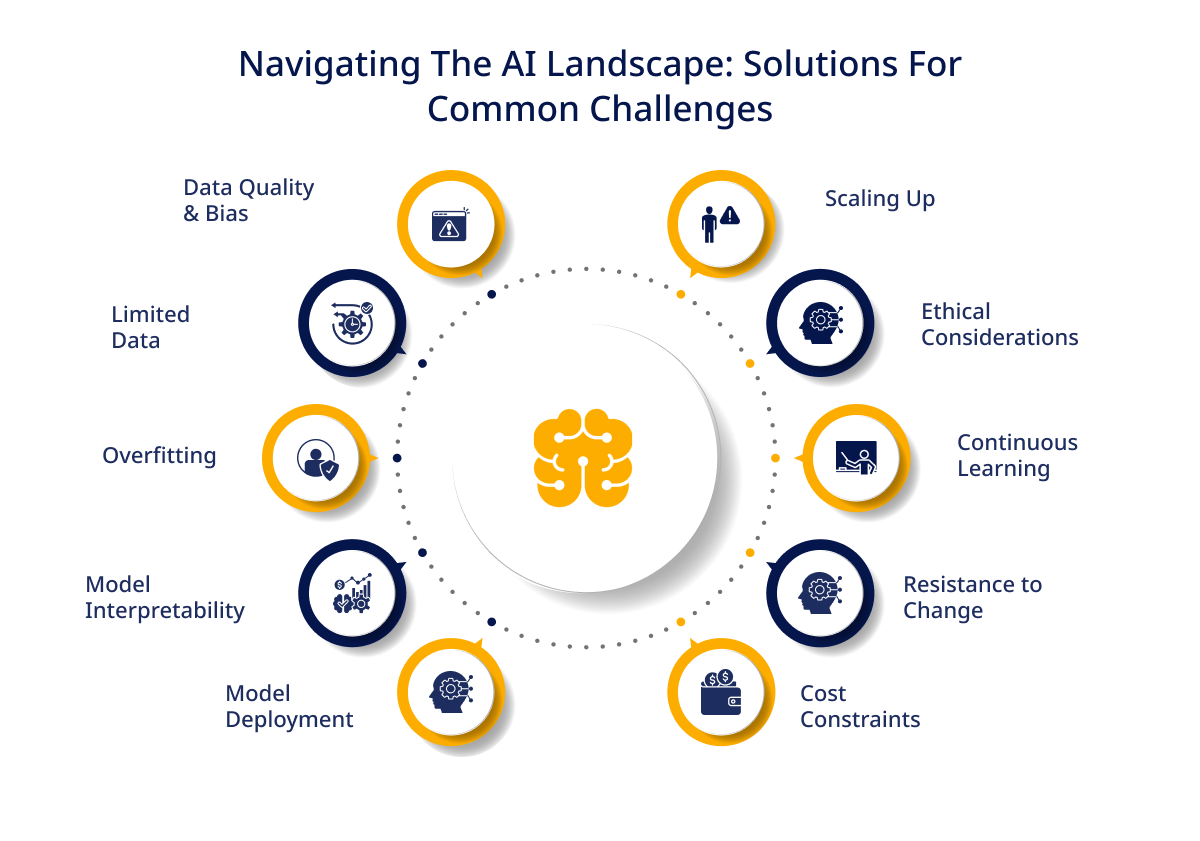 Navigating The AI Landscape: Solutions For
Common Challenges
Data Quality
& Bias
Limited
Data
Overfitting
Model
Interpretability
Model
Deployment
Scaling Up
Ethical
Considerations
Continuous
Learning
Resistance to
Change
Cost
Constraints